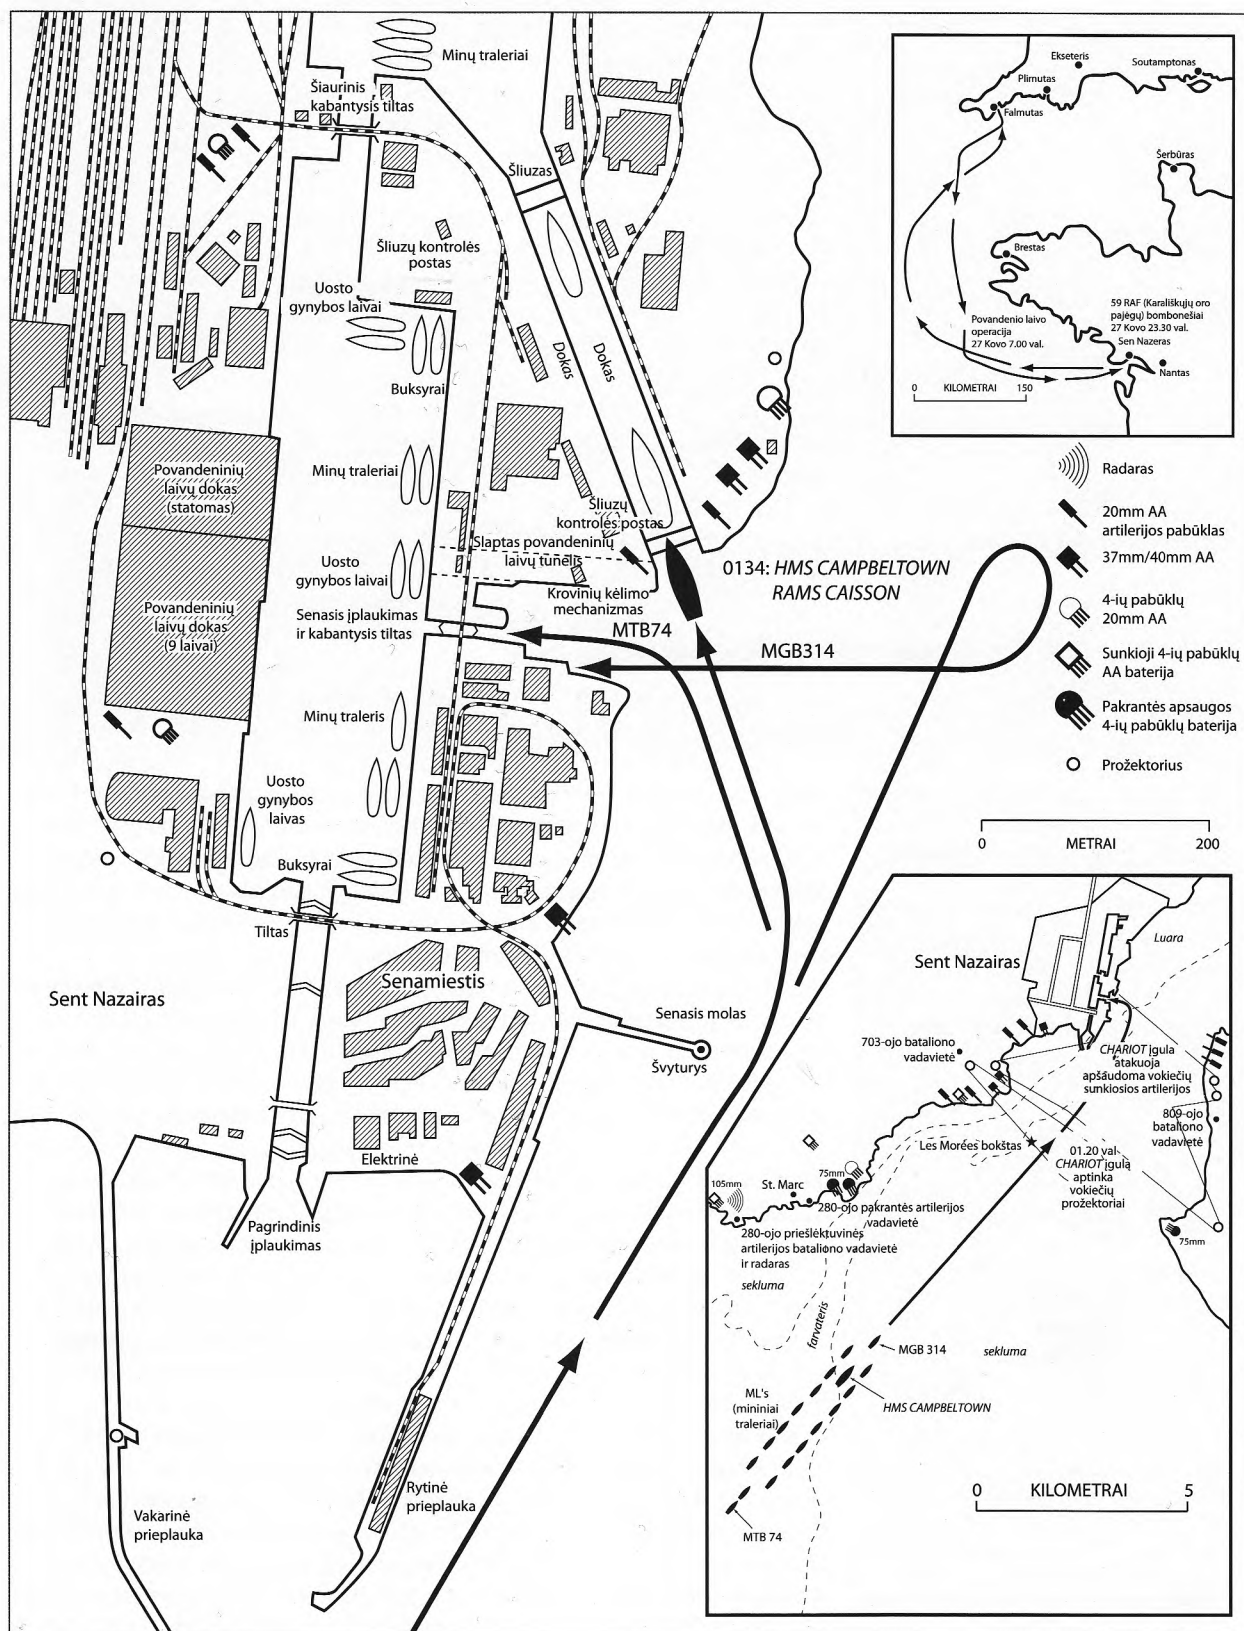 Minų traleriai
Šiaurinis
kabantysis tiltas
Šliuzas
Šliuzų kontrolės
postas
Uosto
gynybos laivai
Buksyrai
Dokas
Dokas
Minų traleriai
Povandeninių
laivų dokas
(statomas)
Šliuzų
kontrolės postas
Slaptas povandeninių
laivų tunelis
Uosto
gynybos laivai
Krovinių kėlimo
mechanizmas
Senasis įplaukimas
ir kabantysis tiltas
Povandeninių
laivų dokas
(9 laivai)
0134: HMS CAMPBELTOWN
RAMS CAISSON
MTB74
MGB314
Minų traleris
Uosto
gynybos
laivas
Buksyrai
Tiltas
Senamiestis
Sent Nazairas
Senasis molas
Švyturys
Elektrinė
Pagrindinis
įplaukimas
Rytinė
prieplauka
Vakarinė
prieplauka
Ekseteris
Soutamptonas
Plimutas
Falmutas
Šerbūras
Brestas
59 RAF (Karališkųjų oro
pajėgų) bombonešiai
27 Kovo 23.30 val.
Povandenio laivo
operacija
27 Kovo 7.00 val.
Sen Nazeras
Nantas
0 KILOMETRAI 150
Radaras
20mm AA
artilerijos pabūklas
37mm/40mm AA
4-ių pabūklų
20mm AA
Sunkioji 4-ių pabūklų
AA baterija
Pakrantės apsaugos
4-ių pabūklų baterija
Prožektorius
0 METRAI 200
Luara
Sent Nazairas
703-ojo bataliono
vadavietė
CHARIOT įgula
atakuoja
apšaudoma vokiečių
sunkiosios artilerijos
809-ojo
bataliono
vadavietė
Les Morées bokštas
01.20 val
CHARIOT įgulą
aptinka
vokiečių
prožektoriai
75mm
105mm
St. Marc
280-ojo pakrantės artilerijos
vadavietė
280-ojo priešlėktuvinės
artilerijos bataliono vadavietė
ir radaras
75mm
sekluma
farvateris
MGB 314
sekluma
ML's
(mininiai
traleriai)
HMS CAMPBELTOWN
0 KILOMETRAI 5
MTB 74